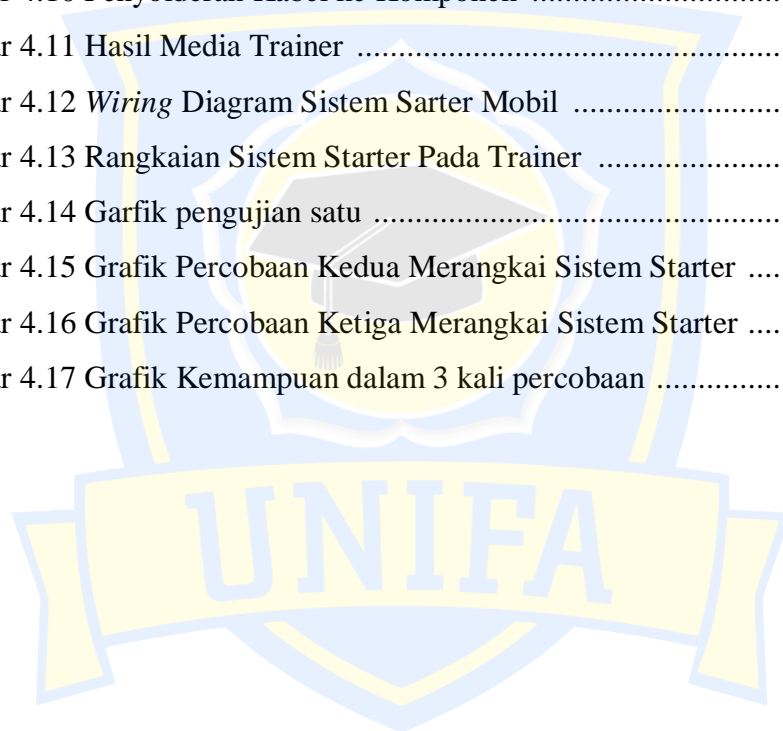 r 4.10 Penyolderan Kabel ke Komponen ............................
r 4.11 Hasil Media Trainer ...................................................
r 4.12 Wiring Diagram Sistem Sarter Mobil .........................
r 4.13 Rangkaian Sistem Starter Pada Trainer ......................
r 4.14 Garfik pengujian satu .................................................
r 4.15 Grafik Percobaan Kedua Merangkai Sistem Starter ....
r 4.16 Grafik Percobaan Ketiga Merangkai Sistem Starter ....
r 4.17 Grafik Kemampuan dalam 3 kali percobaan ...............
UNIFA